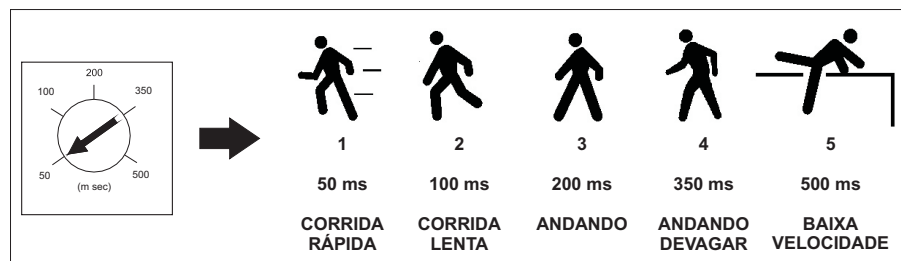 200
100
350
50
500
(m sec)
1
2
3
4
5
50 ms
100 ms
200 ms
350 ms
500 ms
CORRIDA
RÁPIDA
CORRIDA
LENTA
ANDANDO
ANDANDO
DEVAGAR
BAIXA
VELOCIDADE